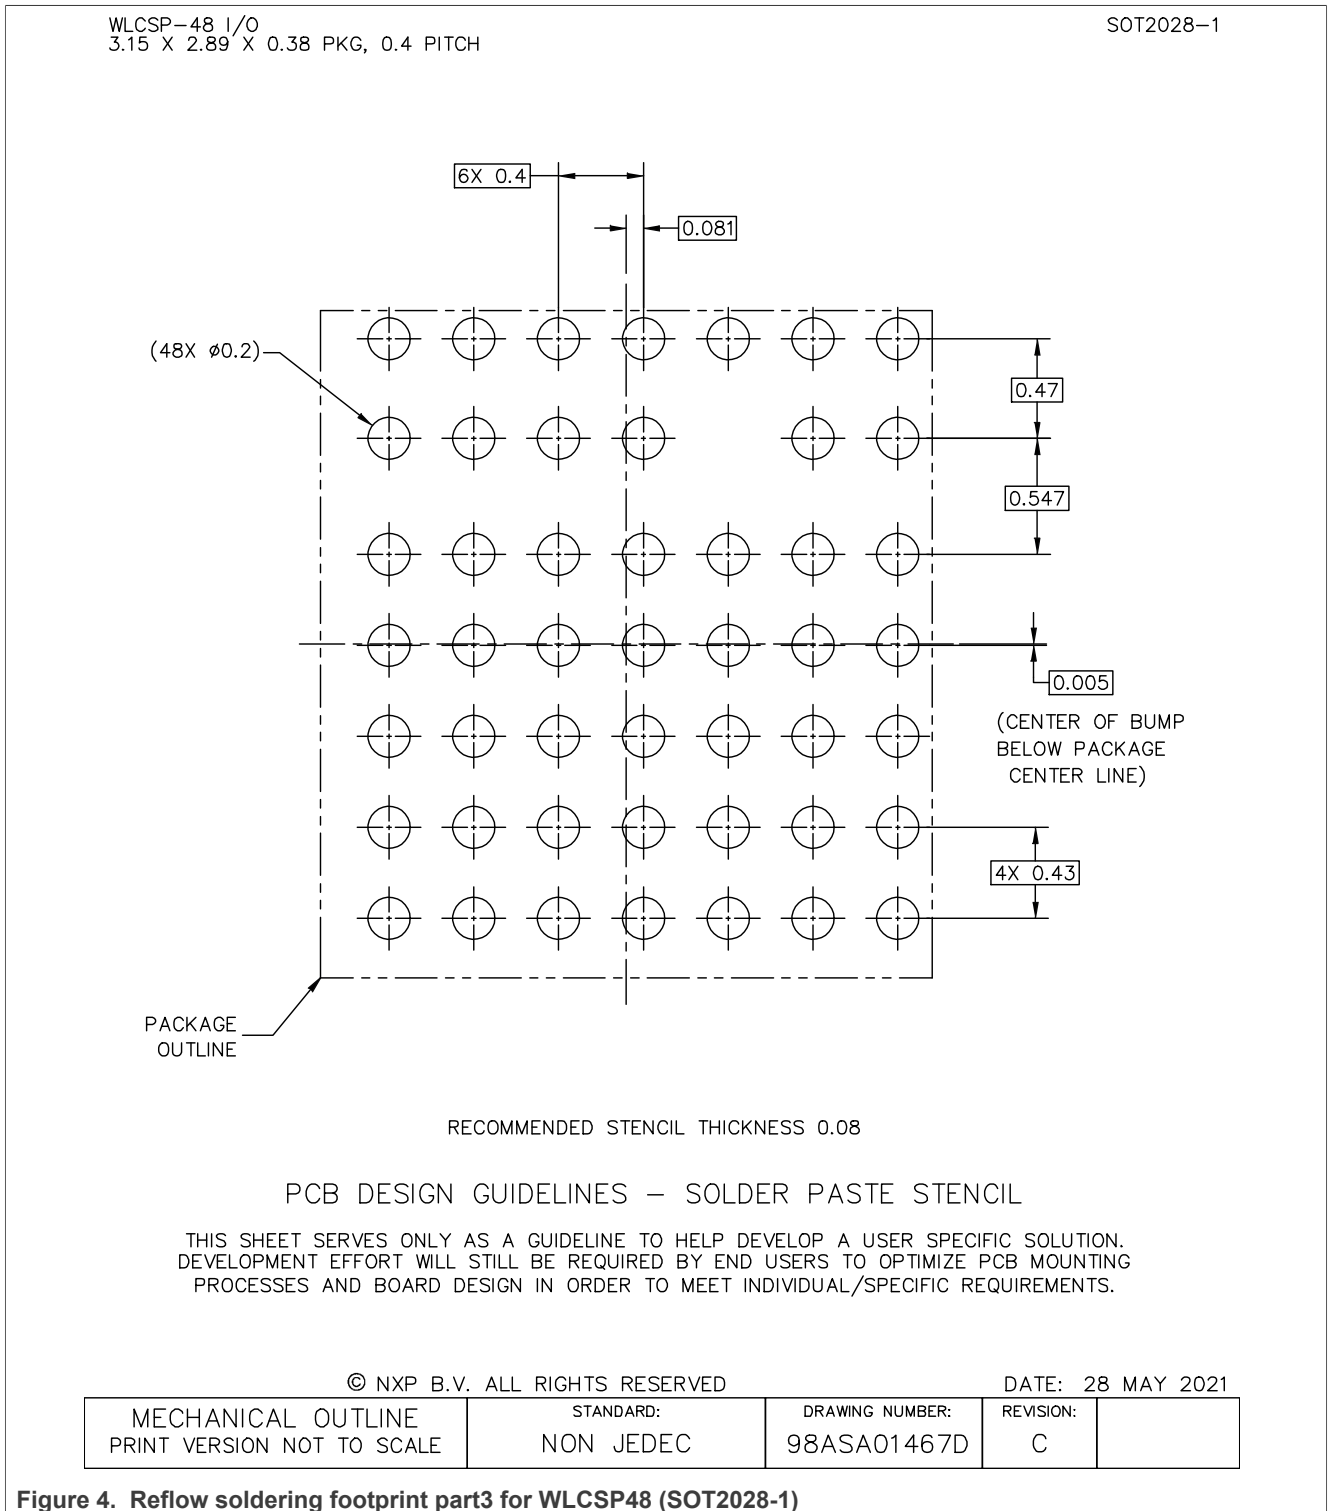 WLCSP-48 I/O
SOT2028-1
3.15 X 2.89 X 0.38 PKG, 0.4 PITCH
6X 0.4
0.081
(48X ⌀0.2)
0.47
0.547
0.005
(CENTER OF BUMP
BELOW PACKAGE
CENTER LINE)
4X 0.43
PACKAGE
OUTLINE
RECOMMENDED STENCIL THICKNESS 0.08
PCB DESIGN GUIDELINES – SOLDER PASTE STENCIL
THIS SHEET SERVES ONLY AS A GUIDELINE TO HELP DEVELOP A USER SPECIFIC SOLUTION.
DEVELOPMENT EFFORT WILL STILL BE REQUIRED BY END USERS TO OPTIMIZE PCB MOUNTING
PROCESSES AND BOARD DESIGN IN ORDER TO MEET INDIVIDUAL/SPECIFIC REQUIREMENTS.
© NXP B.V. ALL RIGHTS RESERVED
DATE: 28 MAY 2021
MECHANICAL OUTLINE
PRINT VERSION NOT TO SCALE
STANDARD:
NON JEDEC
DRAWING NUMBER:
98ASA01467D
REVISION:
C
Figure 4. Reflow soldering footprint part3 for WLCSP48 (SOT2028-1)